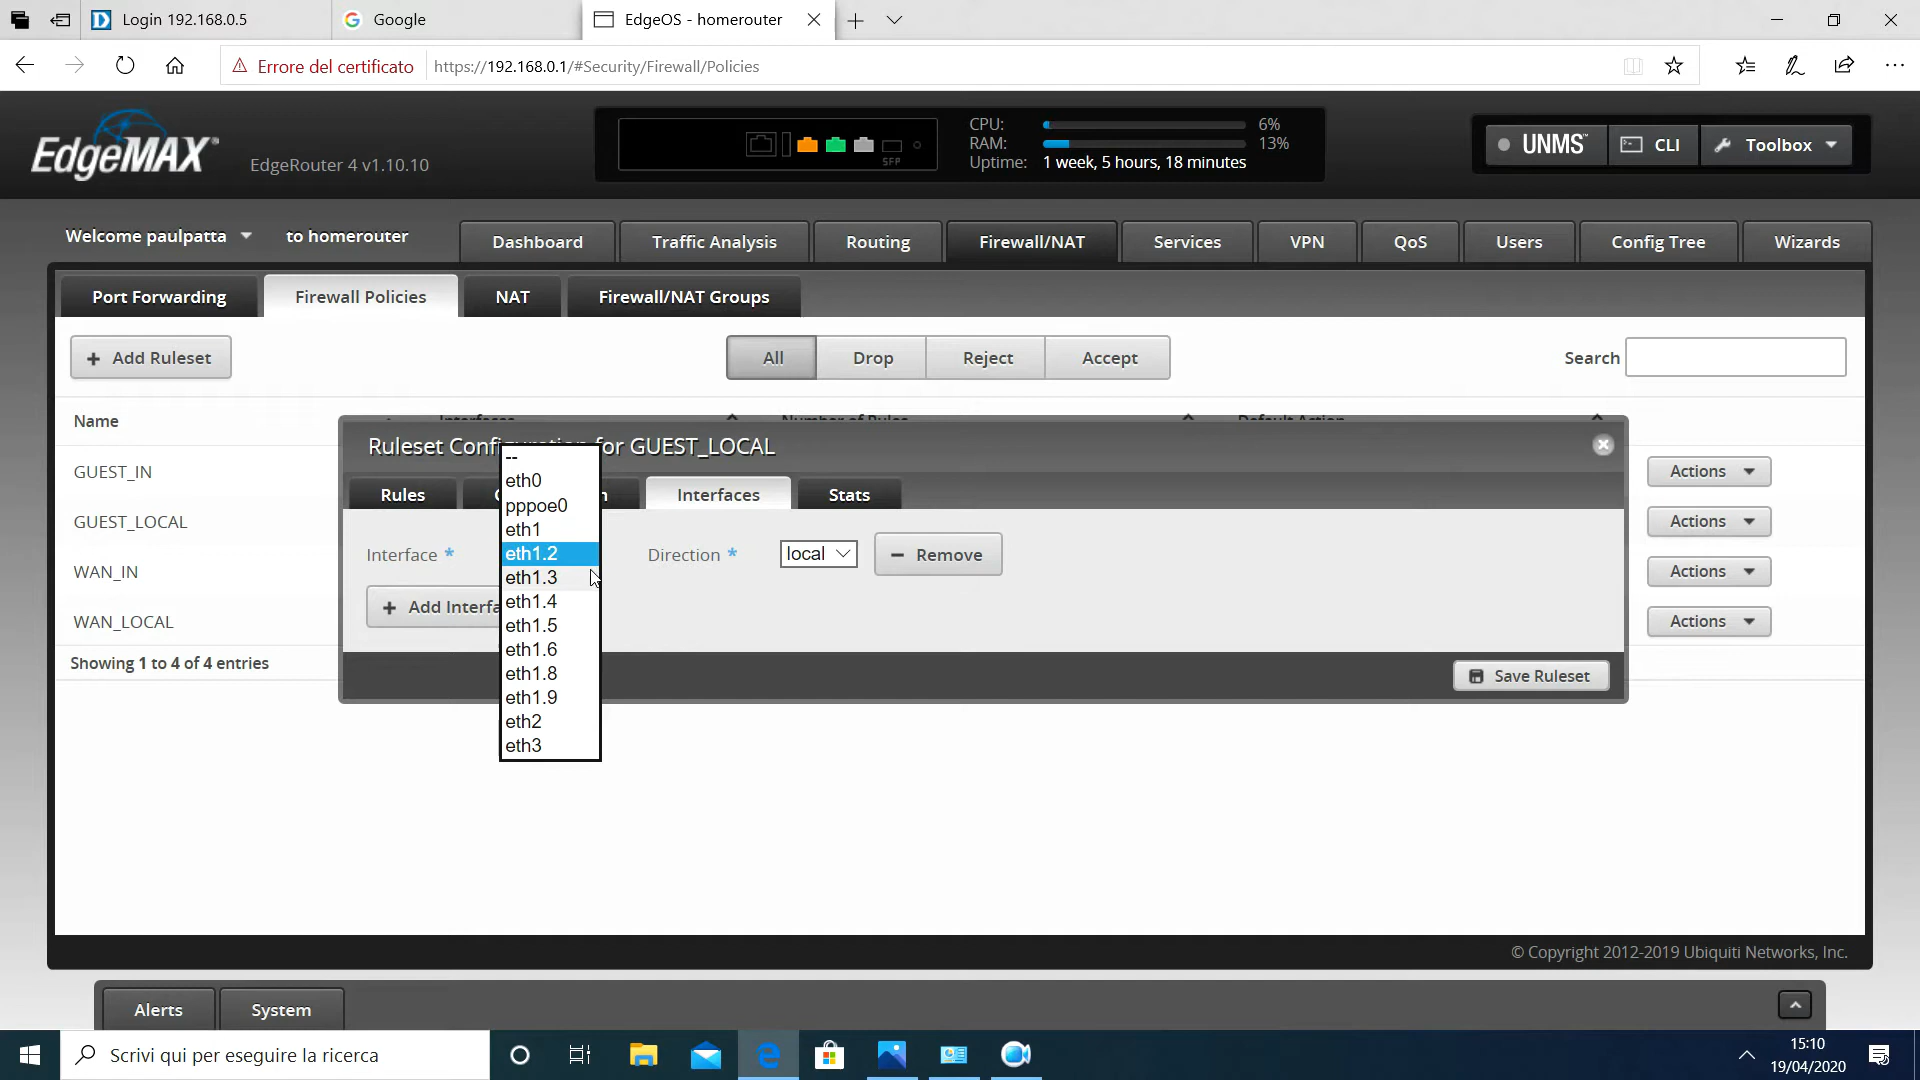 Login 192.168.0.5
Google
EdgeOS - homerouter
Errore del certificato
https://192.168.0.1/#Security/Firewall/Policies
EdgeMAX®
EdgeRouter 4 v1.10.10
SFP
CPU: 6%
RAM: 13%
Uptime: 1 week, 5 hours, 18 minutes
UNMS™
CLI
Toolbox
Welcome paulpatta
to homerouter
Dashboard
Traffic Analysis
Routing
Firewall/NAT
Services
VPN
QoS
Users
Config Tree
Wizards
Port Forwarding
Firewall Policies
NAT
Firewall/NAT Groups
+ Add Ruleset
All
Drop
Reject
Accept
Search
Name
GUEST_IN
Actions
GUEST_LOCAL
Actions
WAN_IN
Actions
WAN_LOCAL
Actions
Showing 1 to 4 of 4 entries
for GUEST_LOCAL
Rules
Interfaces
Stats
Interface *
Direction *
local
Remove
+ Add
Save Ruleset
--
eth0
pppoe0
eth1
eth1.2
eth1.3
eth1.4
eth1.5
eth1.6
eth1.8
eth1.9
eth2
eth3
© Copyright 2012-2019 Ubiquiti Networks, Inc.
Alerts
System
Scrivi qui per eseguire la ricerca
15:10
19/04/2020